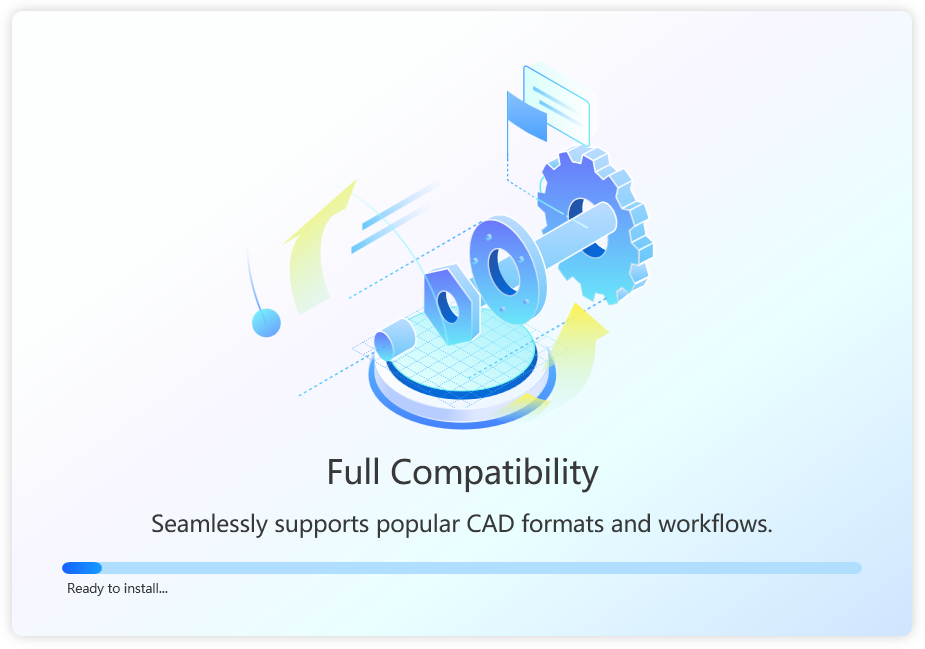 Full Compatibility
Seamlessly supports popular CAD formats and workflows.
Ready to install...